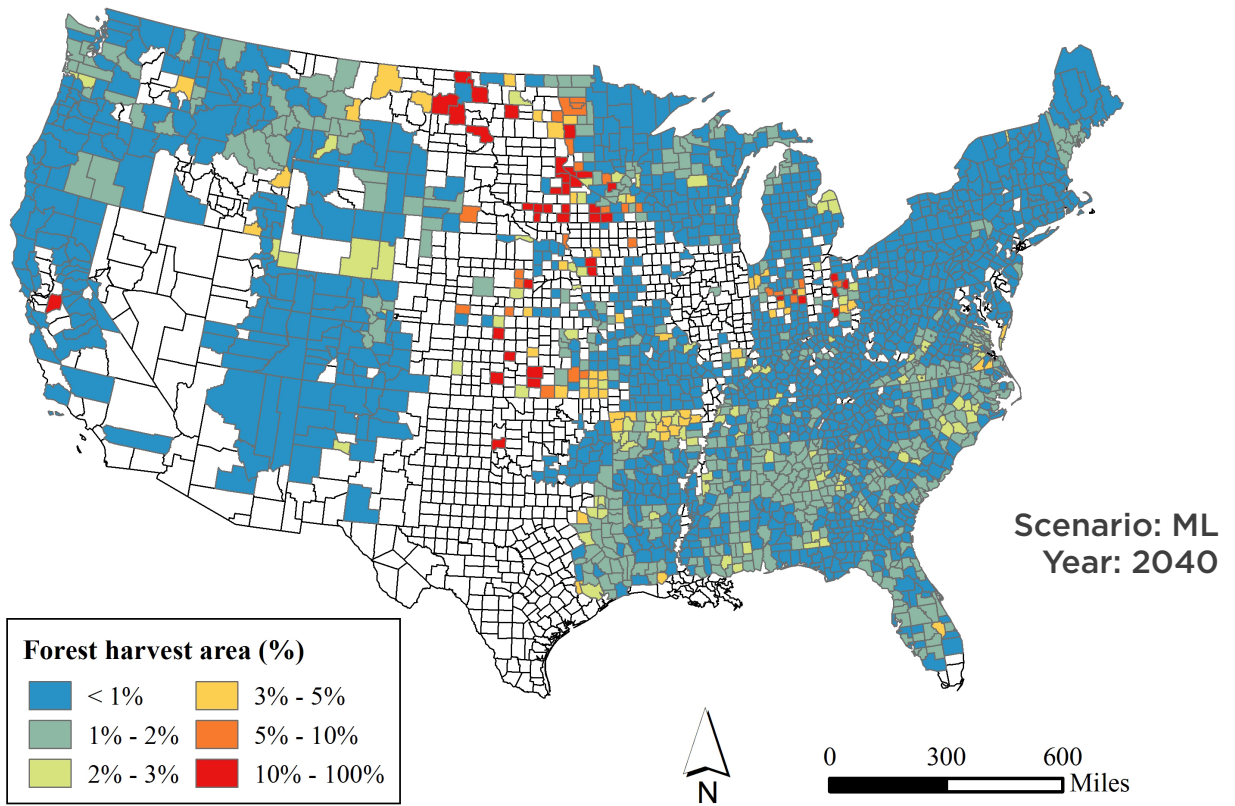 Scenario: ML
Year: 2040
Forest harvest area (%)
< 1%
3% - 5%
1% - 2%
5% - 10%
2% - 3%
10% - 100%
N
0 300 600
Miles